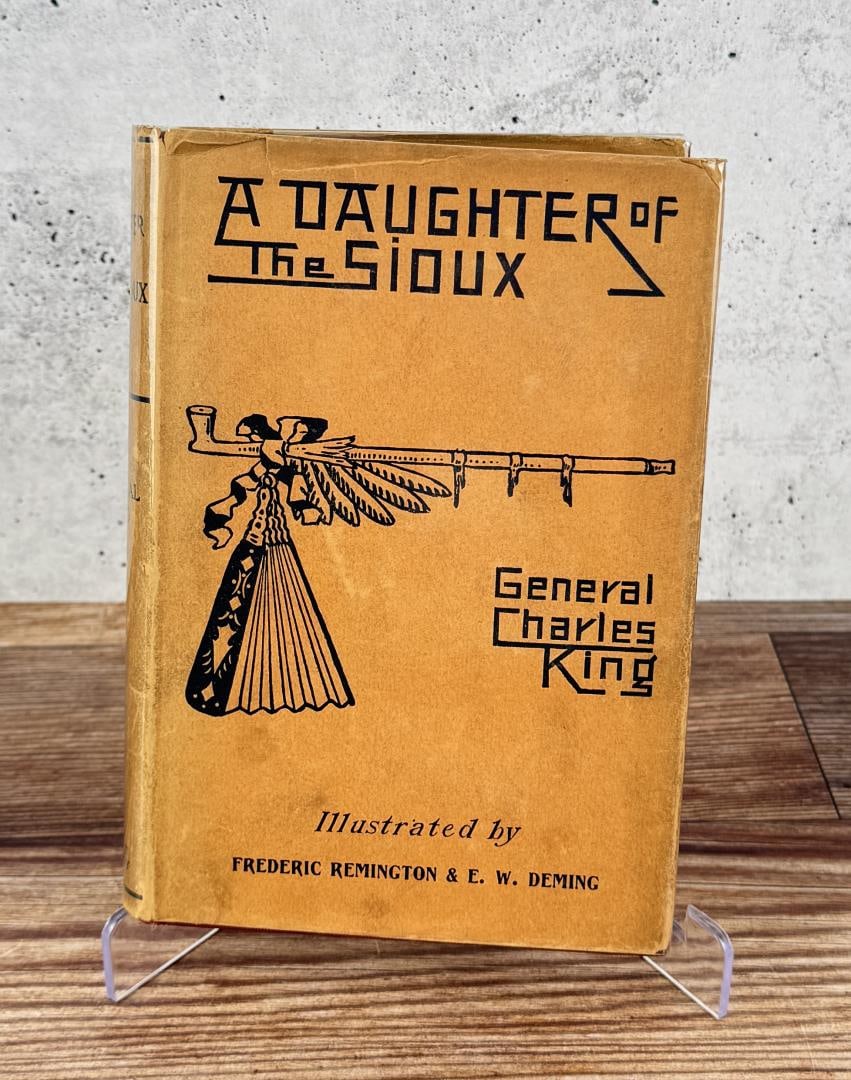 A DAUGHTER OF
The SiOUX
General
Charles
King
Illustrated by
FREDERIC REMINGTON & E. W. DEMING